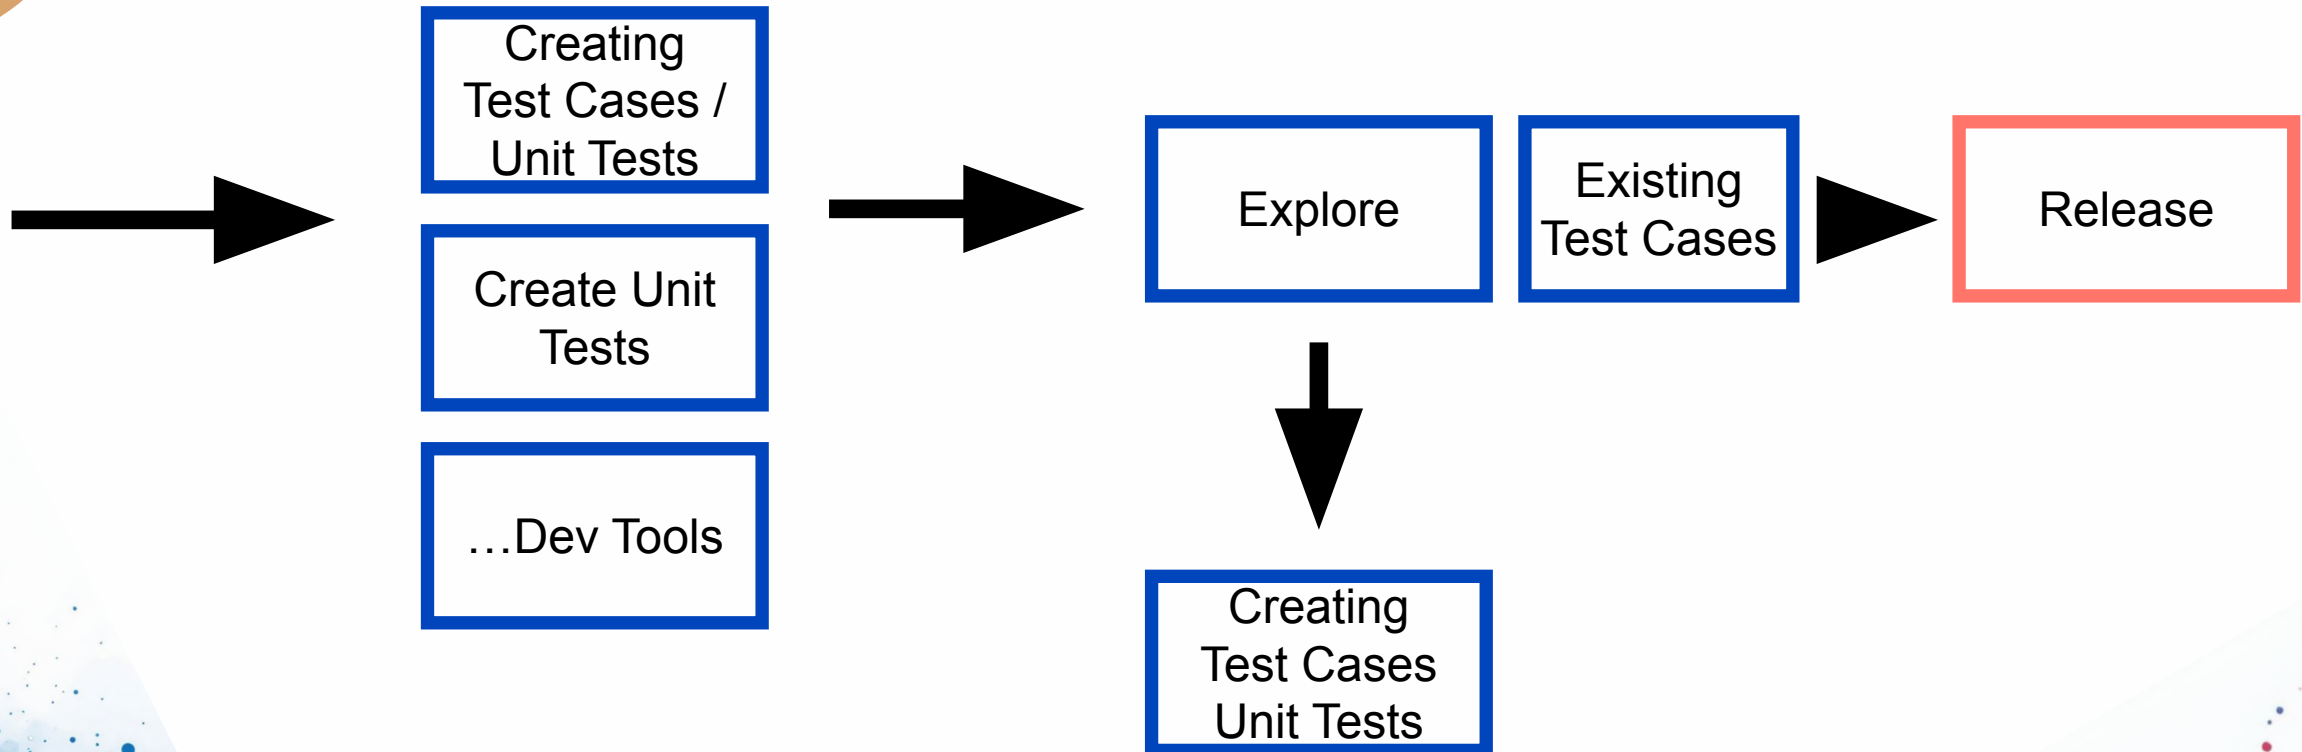 Creating
Test Cases /
Unit Tests
Create Unit
Tests
…Dev Tools
Explore
Existing
Test Cases
Release
Creating
Test Cases
Unit Tests